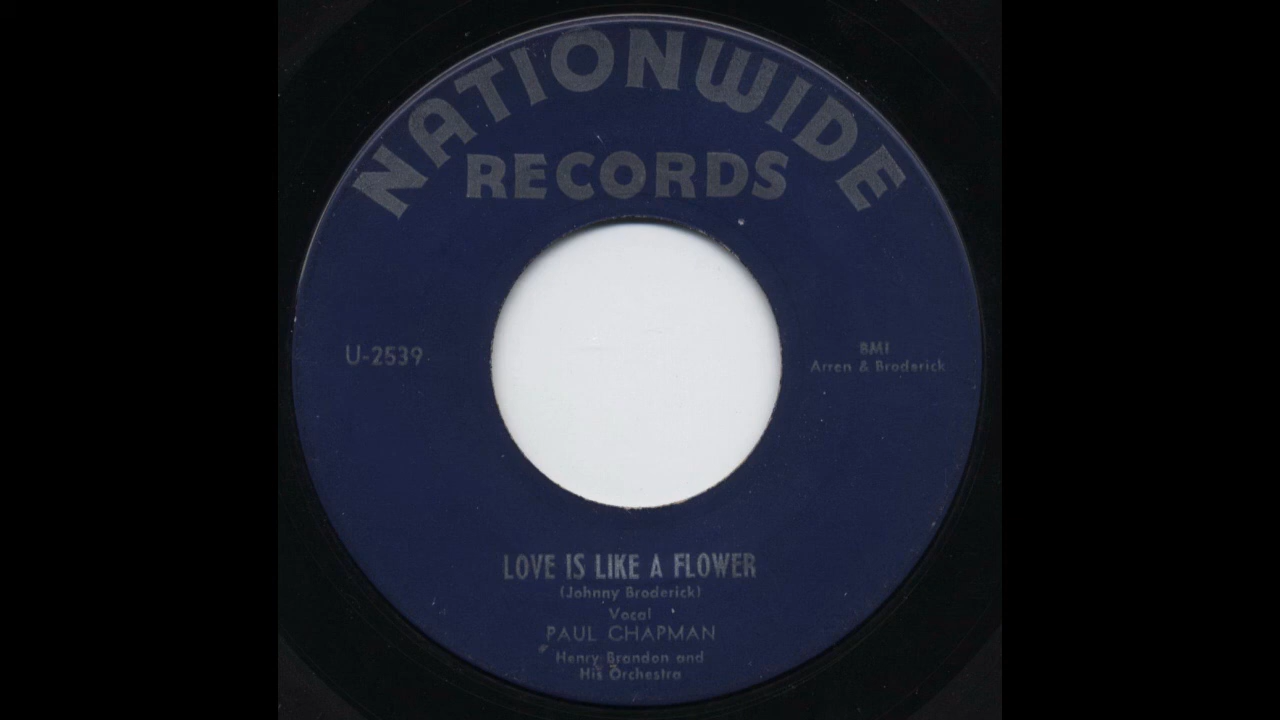 NATIONWIDE
RECORDS
U-2539
BMI
Arren & Broderick
LOVE IS LIKE A FLOWER
(Johnny Broderick)
Vocal
PAUL CHAPMAN
Henry Brandon and
His Orchestra